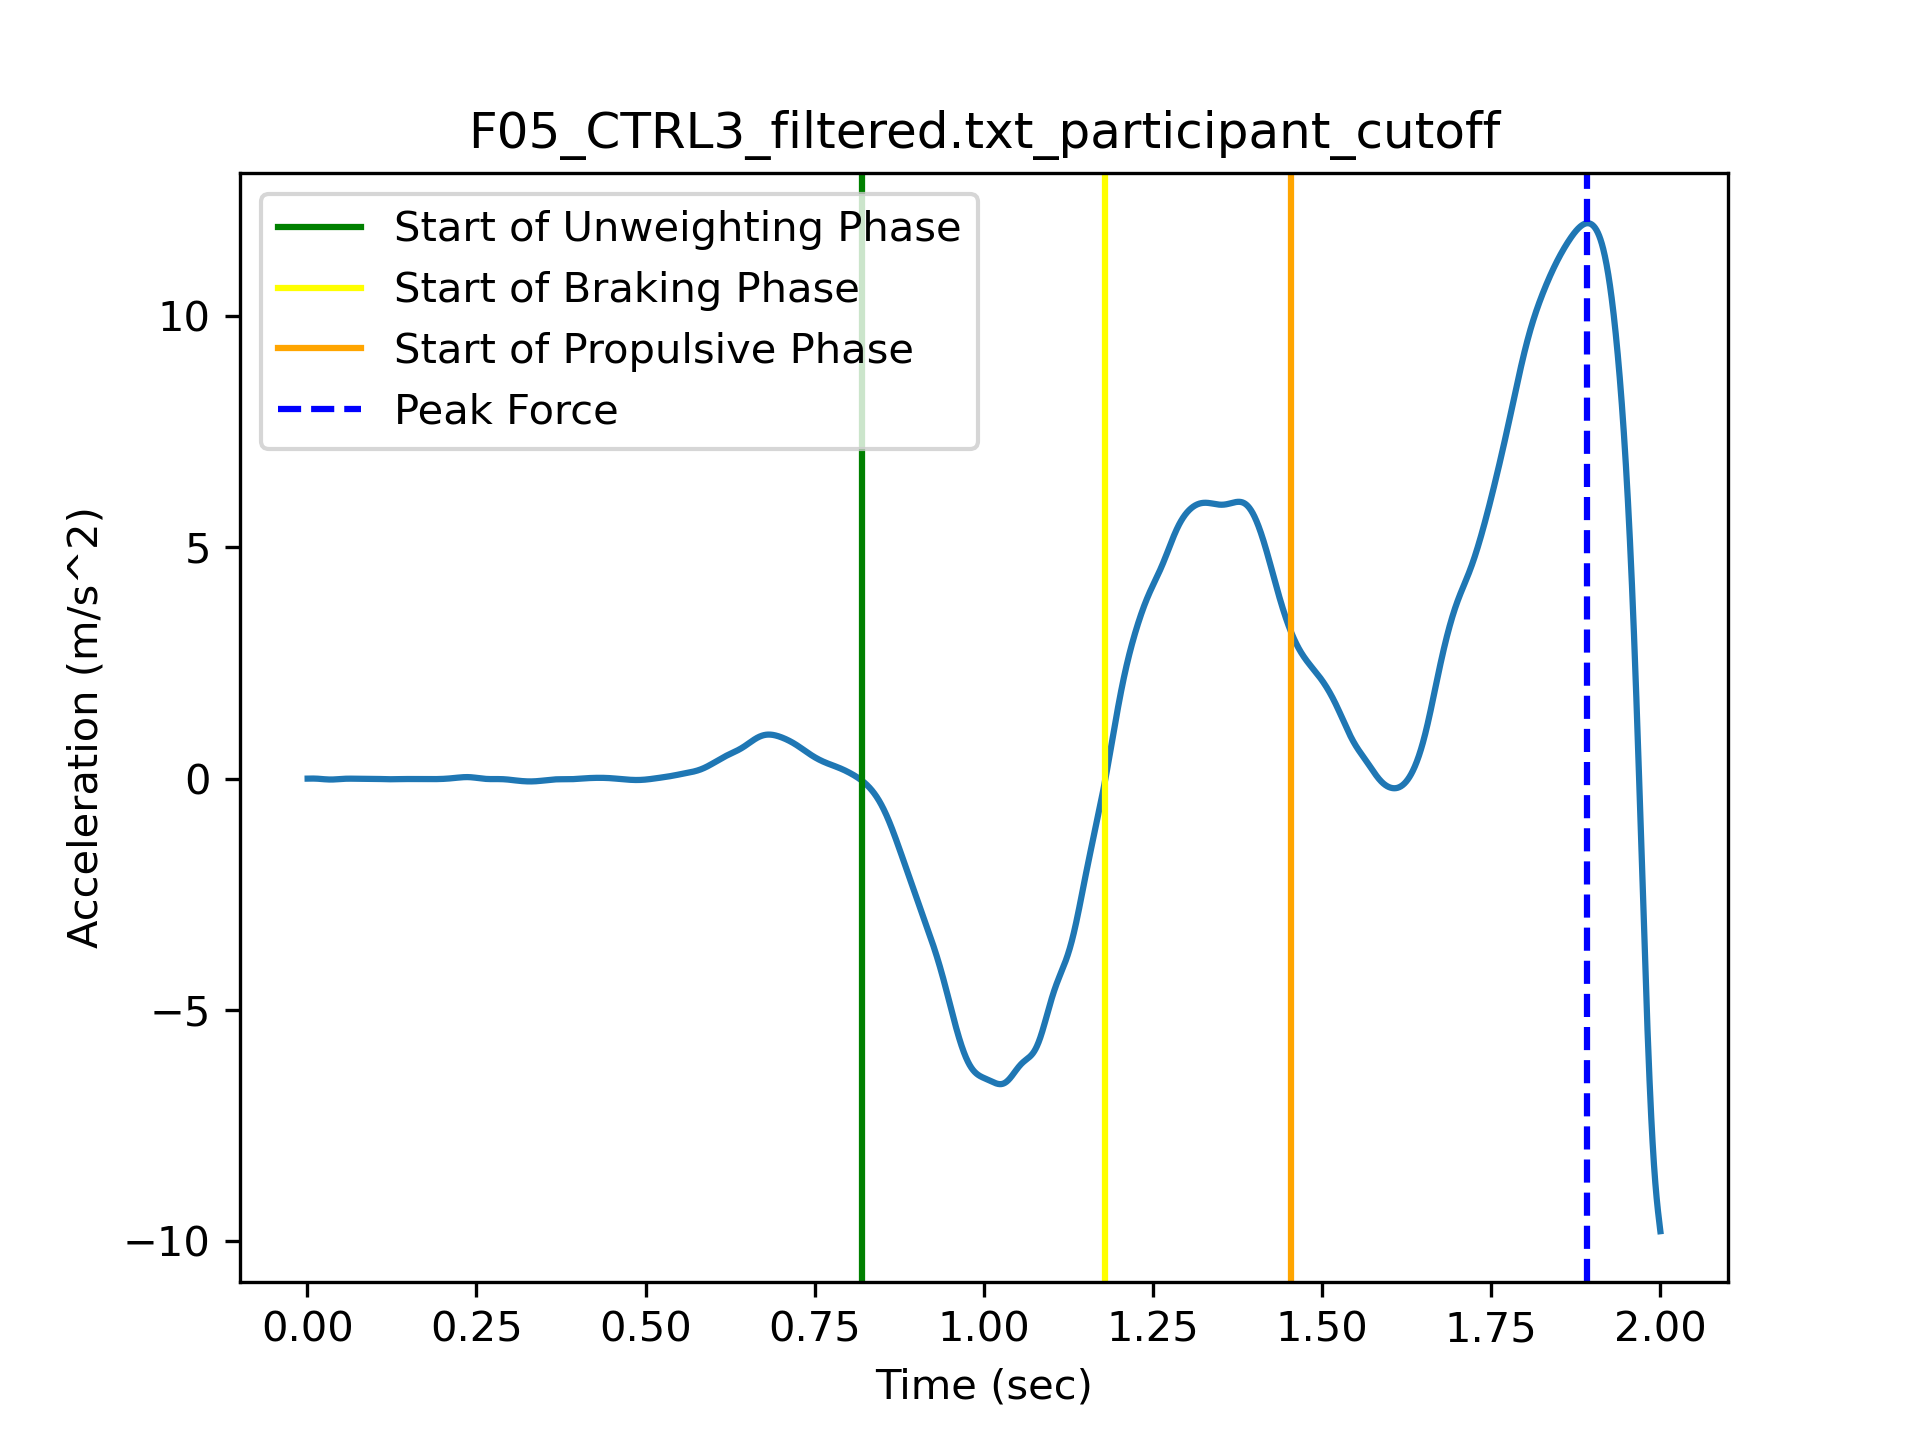 F05_CTRL3_filtered.txt_participant_cutoff
Start of Unweighting Phase
Start of Braking Phase
Start of Propulsive Phase
Peak Force
Acceleration (m/s^2)
10
5
0
−5
−10
0.00 0.25 0.50 0.75 1.00 1.25 1.50 1.75 2.00
Time (sec)